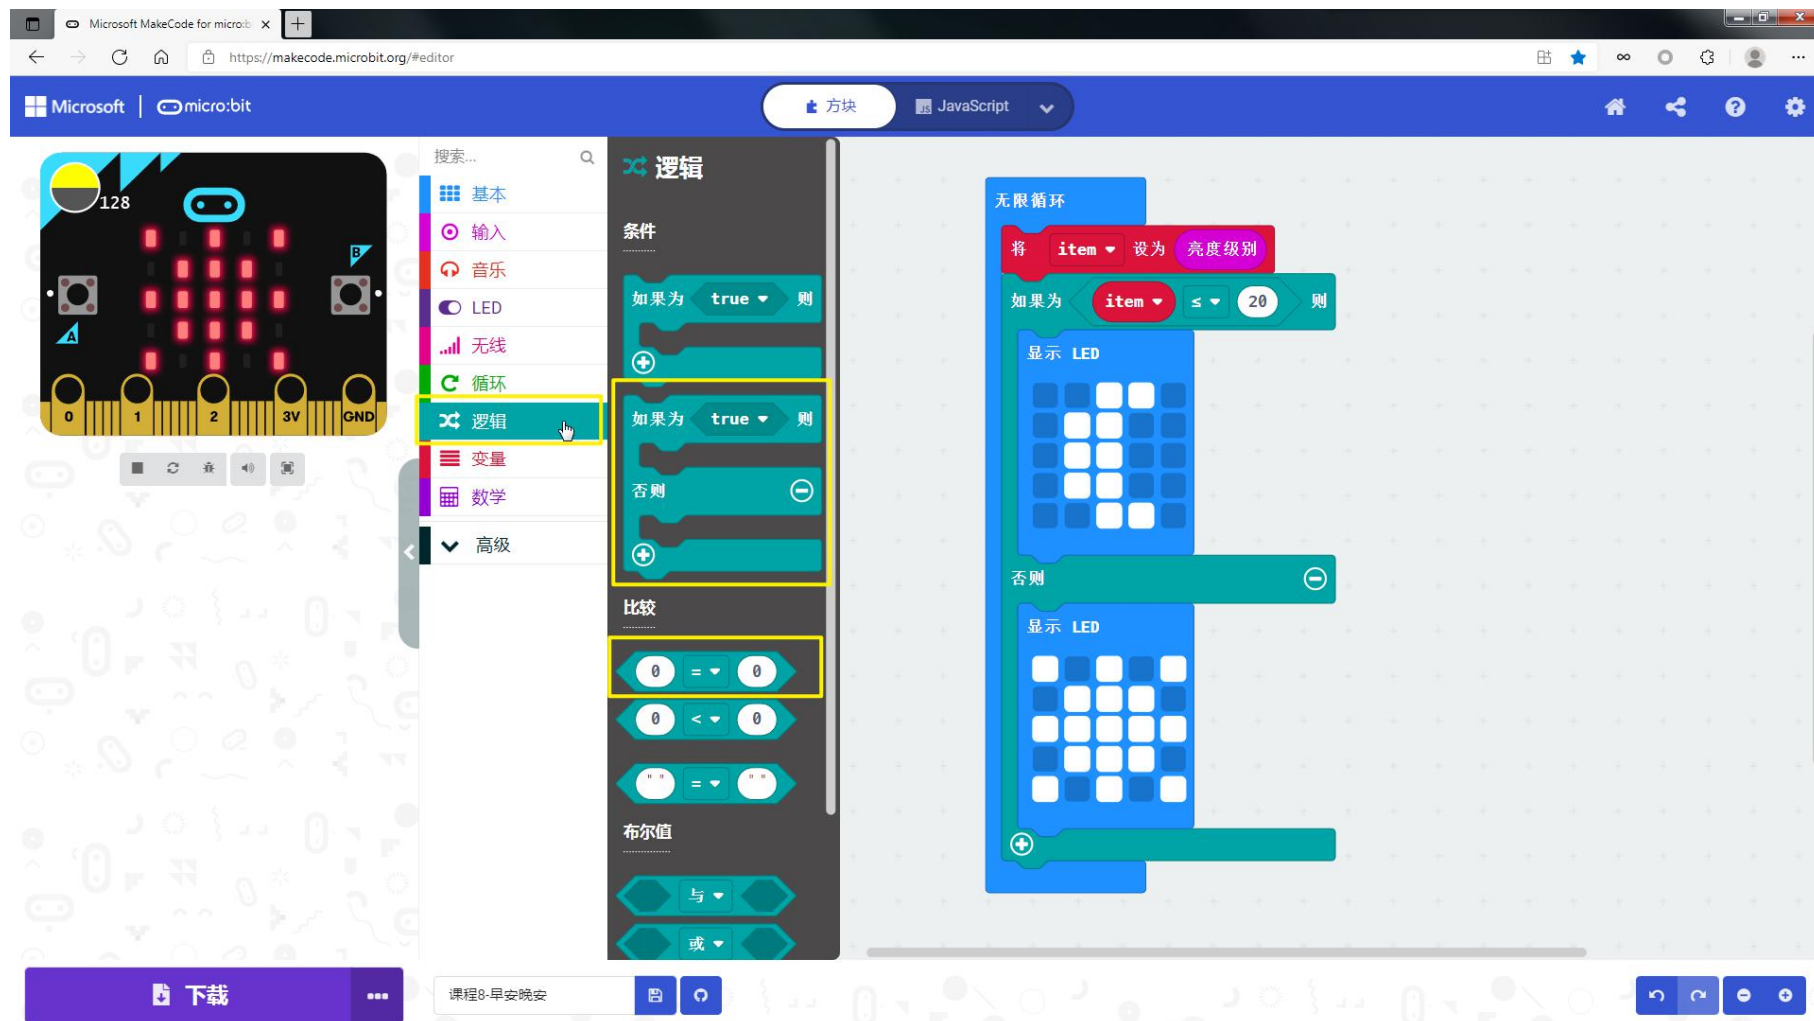 Microsoft MakeCode for micro:b
https://makecode.microbit.org/#editor
Microsoft | micro:bit
方块
JS JavaScript
128
B
A
0 1 2 3V GND
搜索...
基本
输入
音乐
LED
无线
循环
逻辑
变量
数学
高级
逻辑
条件
如果为 true 则
如果为 true 则
否则
比较
0 = 0
0 < 0
" " = " "
布尔值
与
或
无限循环
将 item 设为 亮度级别
如果为 item ≤ 20 则
显示 LED
否则
显示 LED
下载
课程8-早安晚安